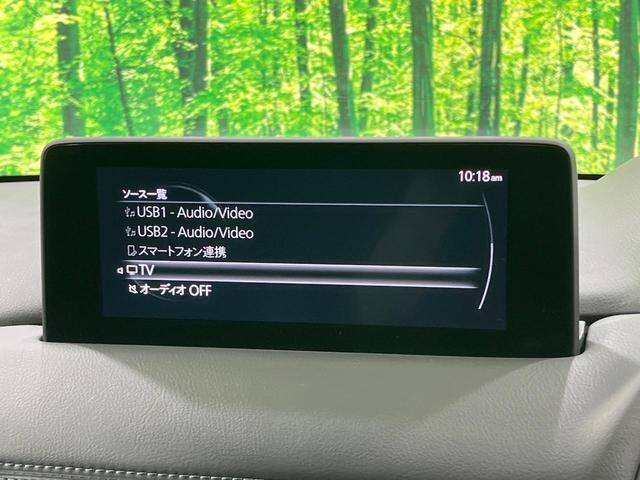 10:18am
ソース一覧
USB1 - Audio/Video
USB2 - Audio/Video
スマートフォン連携
TV
オーディオ OFF